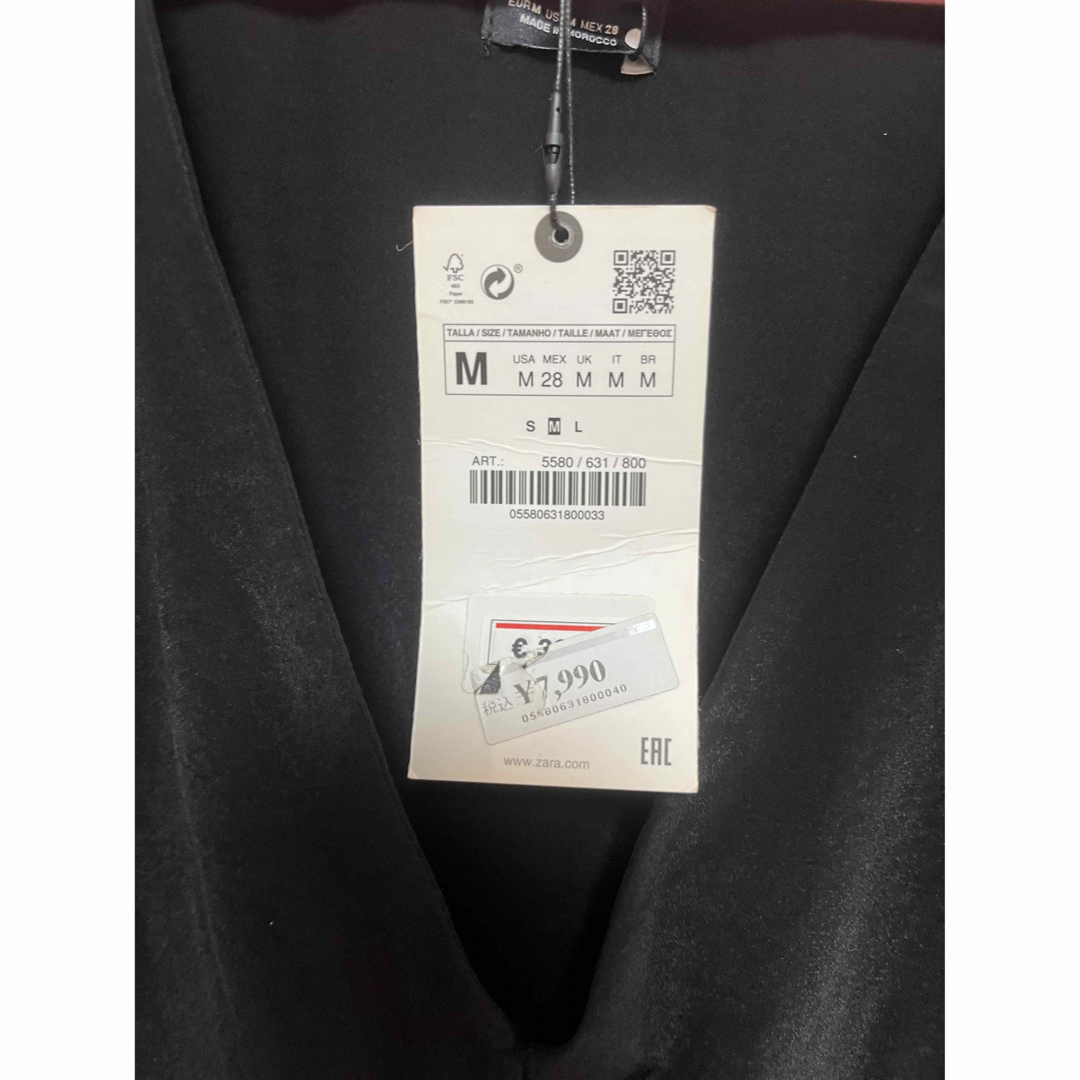 EUR M US M MEX 28
MADE IN MOROCCO
FSC
MIX
Paper
®
TALLA / SIZE / TAMANHO / TAILLE / MAAT / ΜΕΓΕΘΟΣ
M
USA MEX UK IT BR
M 28 M M M
S M L
ART.: 5580 / 631 / 800
05580631800033
€
税込 ¥7,990
05580631800040
www.zara.com
EAC